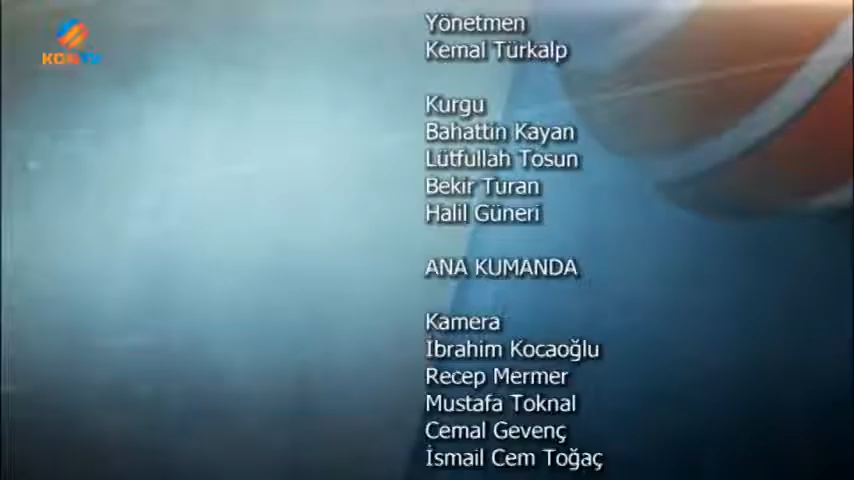 KONTV
Yönetmen
Kemal Türkalp
Kurgu
Bahattin Kayan
Lütfullah Tosun
Bekir Turan
Halil Güneri
ANA KUMANDA
Kamera
İbrahim Kocaoğlu
Recep Mermer
Mustafa Toknal
Cemal Gevenç
İsmail Cem Toğaç